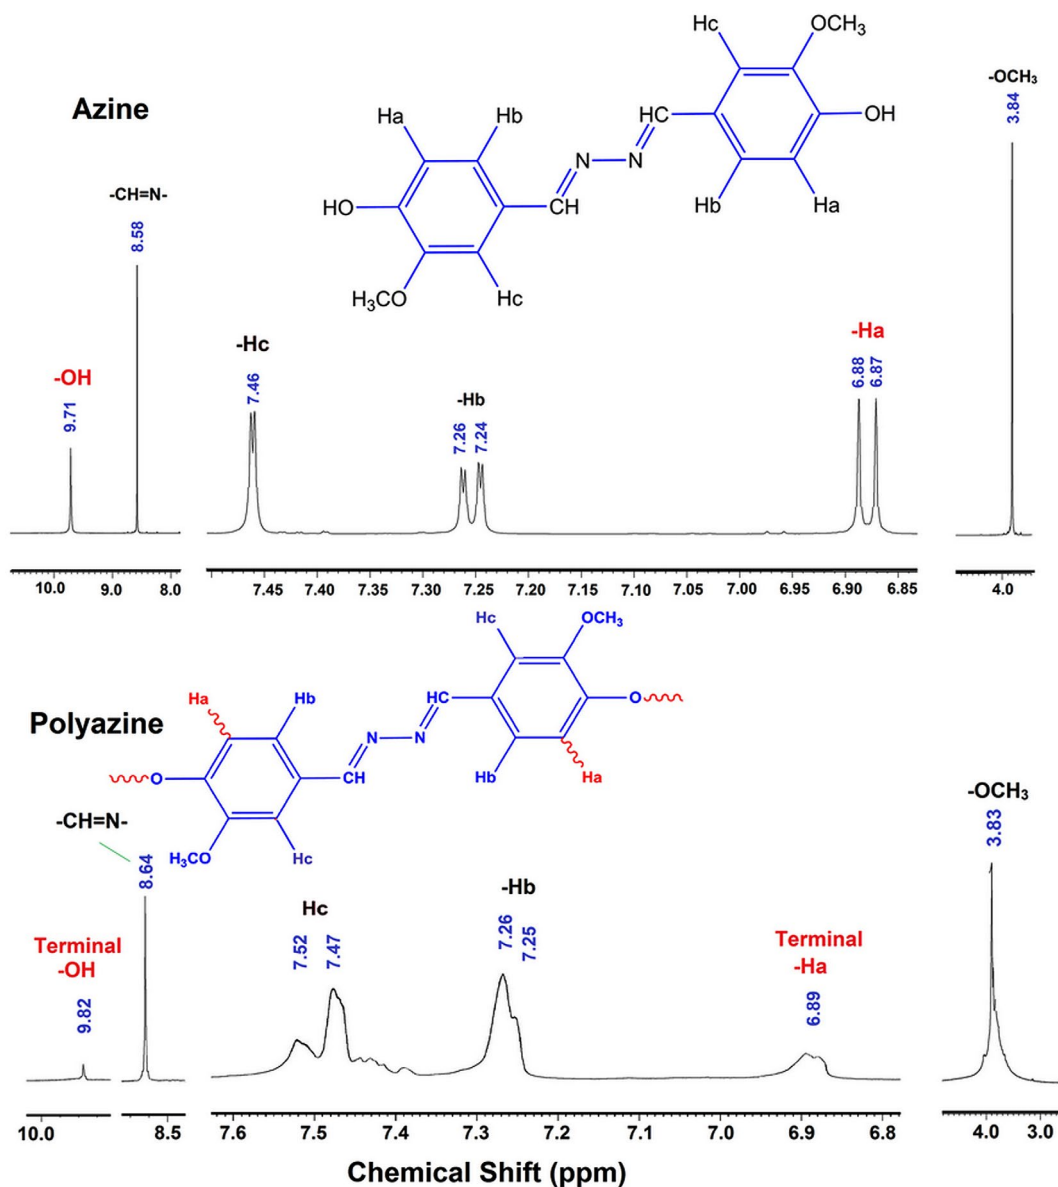 Azine
Hc
OCH3
Ha
Hb
HC
OH
N
N
HO
CH
Hb
Ha
H3CO
Hc
-OCH3
3.84
-CH=N-
8.58
-OH
9.71
-Hc
7.46
-Hb
7.26
7.24
-Ha
6.88
6.87
10.0 9.0 8.0
7.45 7.40 7.35 7.30 7.25 7.20 7.15 7.10 7.05 7.00 6.95 6.90 6.85
4.0
Polyazine
Hc
OCH3
Ha
Hb
HC
O
N
N
O
CH
Hb
Ha
H3CO
Hc
-CH=N-
8.64
-OCH3
3.83
Terminal
-OH
9.82
Hc
7.52
7.47
-Hb
7.26
7.25
Terminal
-Ha
6.89
10.0
8.5
7.6 7.5 7.4 7.3 7.2 7.1 7.0 6.9 6.8
4.0 3.0
Chemical Shift (ppm)